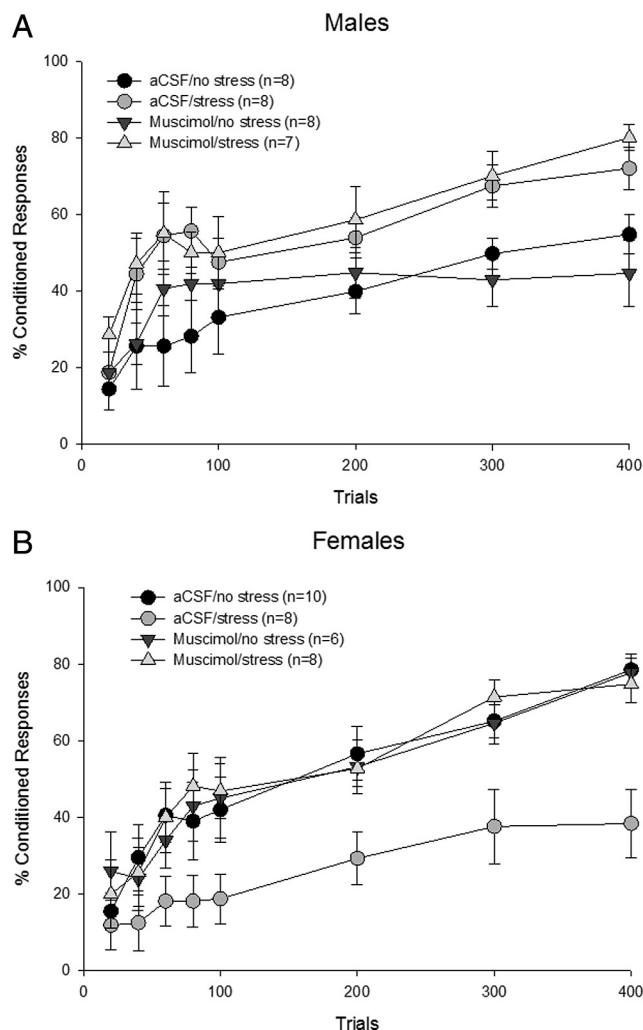 A
Males
100
80
60
40
20
0
% Conditioned Responses
aCSF/no stress (n=8)
aCSF/stress (n=8)
Muscimol/no stress (n=8)
Muscimol/stress (n=7)
0
100
200
300
400
Trials
B
Females
100
80
60
40
20
0
% Conditioned Responses
aCSF/no stress (n=10)
aCSF/stress (n=8)
Muscimol/no stress (n=6)
Muscimol/stress (n=8)
0
100
200
300
400
Trials